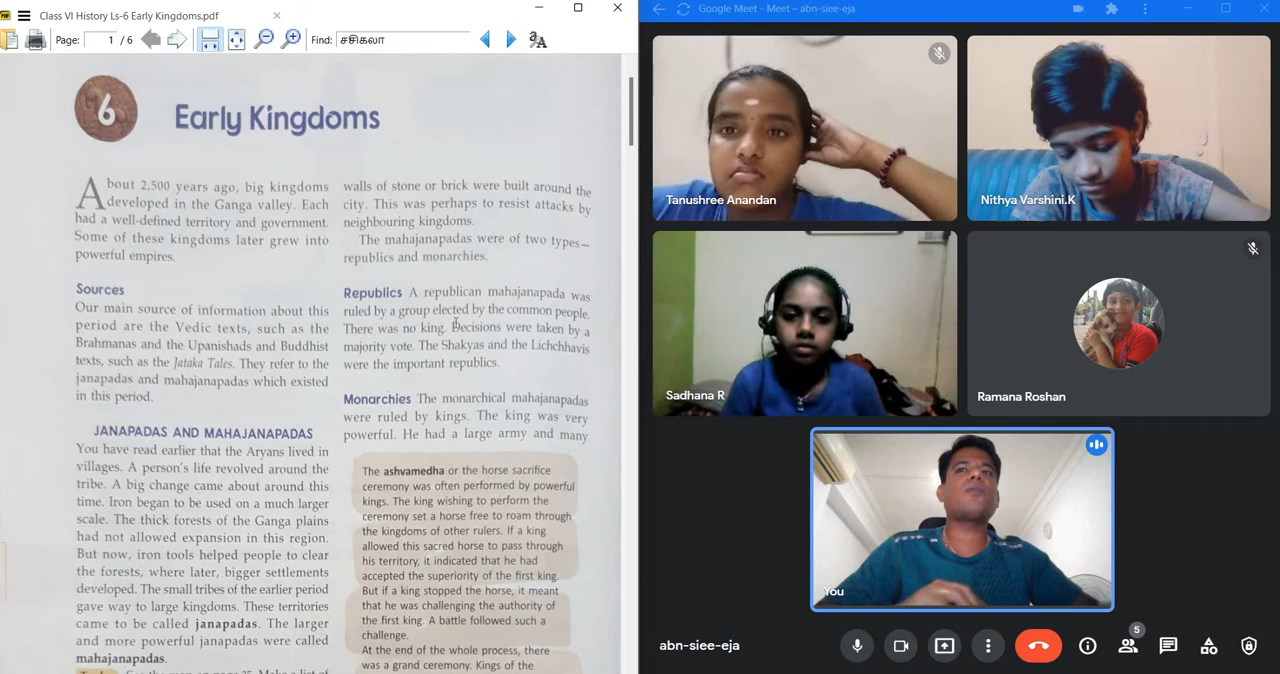 Class VI History Ls-6 Early Kingdoms.pdf
Page: 1 / 6
Find: சசிகலா
6
Early Kingdoms
About 2,500 years ago, big kingdoms
developed in the Ganga valley. Each
had a well-defined territory and government.
Some of these kingdoms later grew into
powerful empires.
Sources
Our main source of information about this
period are the Vedic texts, such as the
Brahmanas and the Upanishads and Buddhist
texts, such as the Jataka Tales. They refer to the
janapadas and mahajanapadas which existed
in this period.
JANAPADAS AND MAHAJANAPADAS
You have read earlier that the Aryans lived in
villages. A person's life revolved around the
tribe. A big change came about around this
time. Iron began to be used on a much larger
scale. The thick forests of the Ganga plains
had not allowed expansion in this region.
But now, iron tools helped people to clear
the forests, where later, bigger settlements
developed. The small tribes of the earlier period
gave way to large kingdoms. These territories
came to be called janapadas. The larger
and more powerful janapadas were called
mahajanapadas.
walls of stone or brick were built around the
city. This was perhaps to resist attacks by
neighbouring kingdoms.
The mahajanapadas were of two types—
republics and monarchies.
Republics A republican mahajanapada was
ruled by a group elected by the common people.
There was no king. Decisions were taken by a
majority vote. The Shakyas and the Lichchhavis
were the important republics.
Monarchies The monarchical mahajanapadas
were ruled by kings. The king was very
powerful. He had a large army and many
The ashvamedha or the horse sacrifice
ceremony was often performed by powerful
kings. The king wishing to perform the
ceremony set a horse free to roam through
the kingdoms of other rulers. If a king
allowed this sacred horse to pass through
his territory, it indicated that he had
accepted the superiority of the first king.
But if a king stopped the horse, it meant
that he was challenging the authority of
the first king. A battle followed such a
challenge.
At the end of the whole process, there
was a grand ceremony. Kings of the
Google Meet - Meet – abn-siee-eja
Tanushree Anandan
Nithya Varshini.K
Sadhana R
Ramana Roshan
You
abn-siee-eja
5